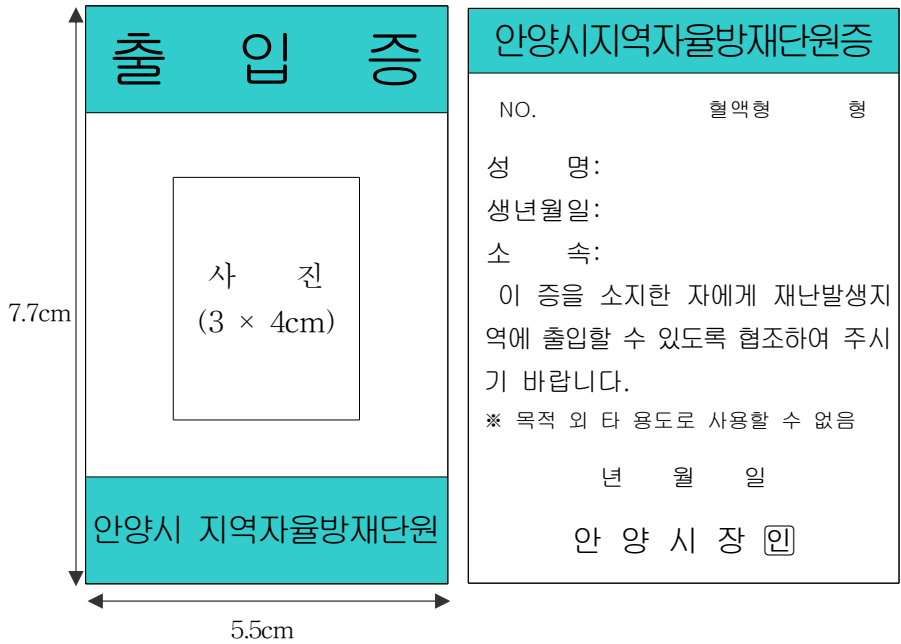 출 입 증
사 진
(3 × 4cm)
안양시 지역자율방재단원
7.7cm
5.5cm
안양시지역자율방재단원증
NO. 혈액형 형
성 명:
생년월일:
소 속:
이 증을 소지한 자에게 재난발생지
역에 출입할 수 있도록 협조하여 주시
기 바랍니다.
※ 목적 외 타 용도로 사용할 수 없음
년 월 일
안 양 시 장 인